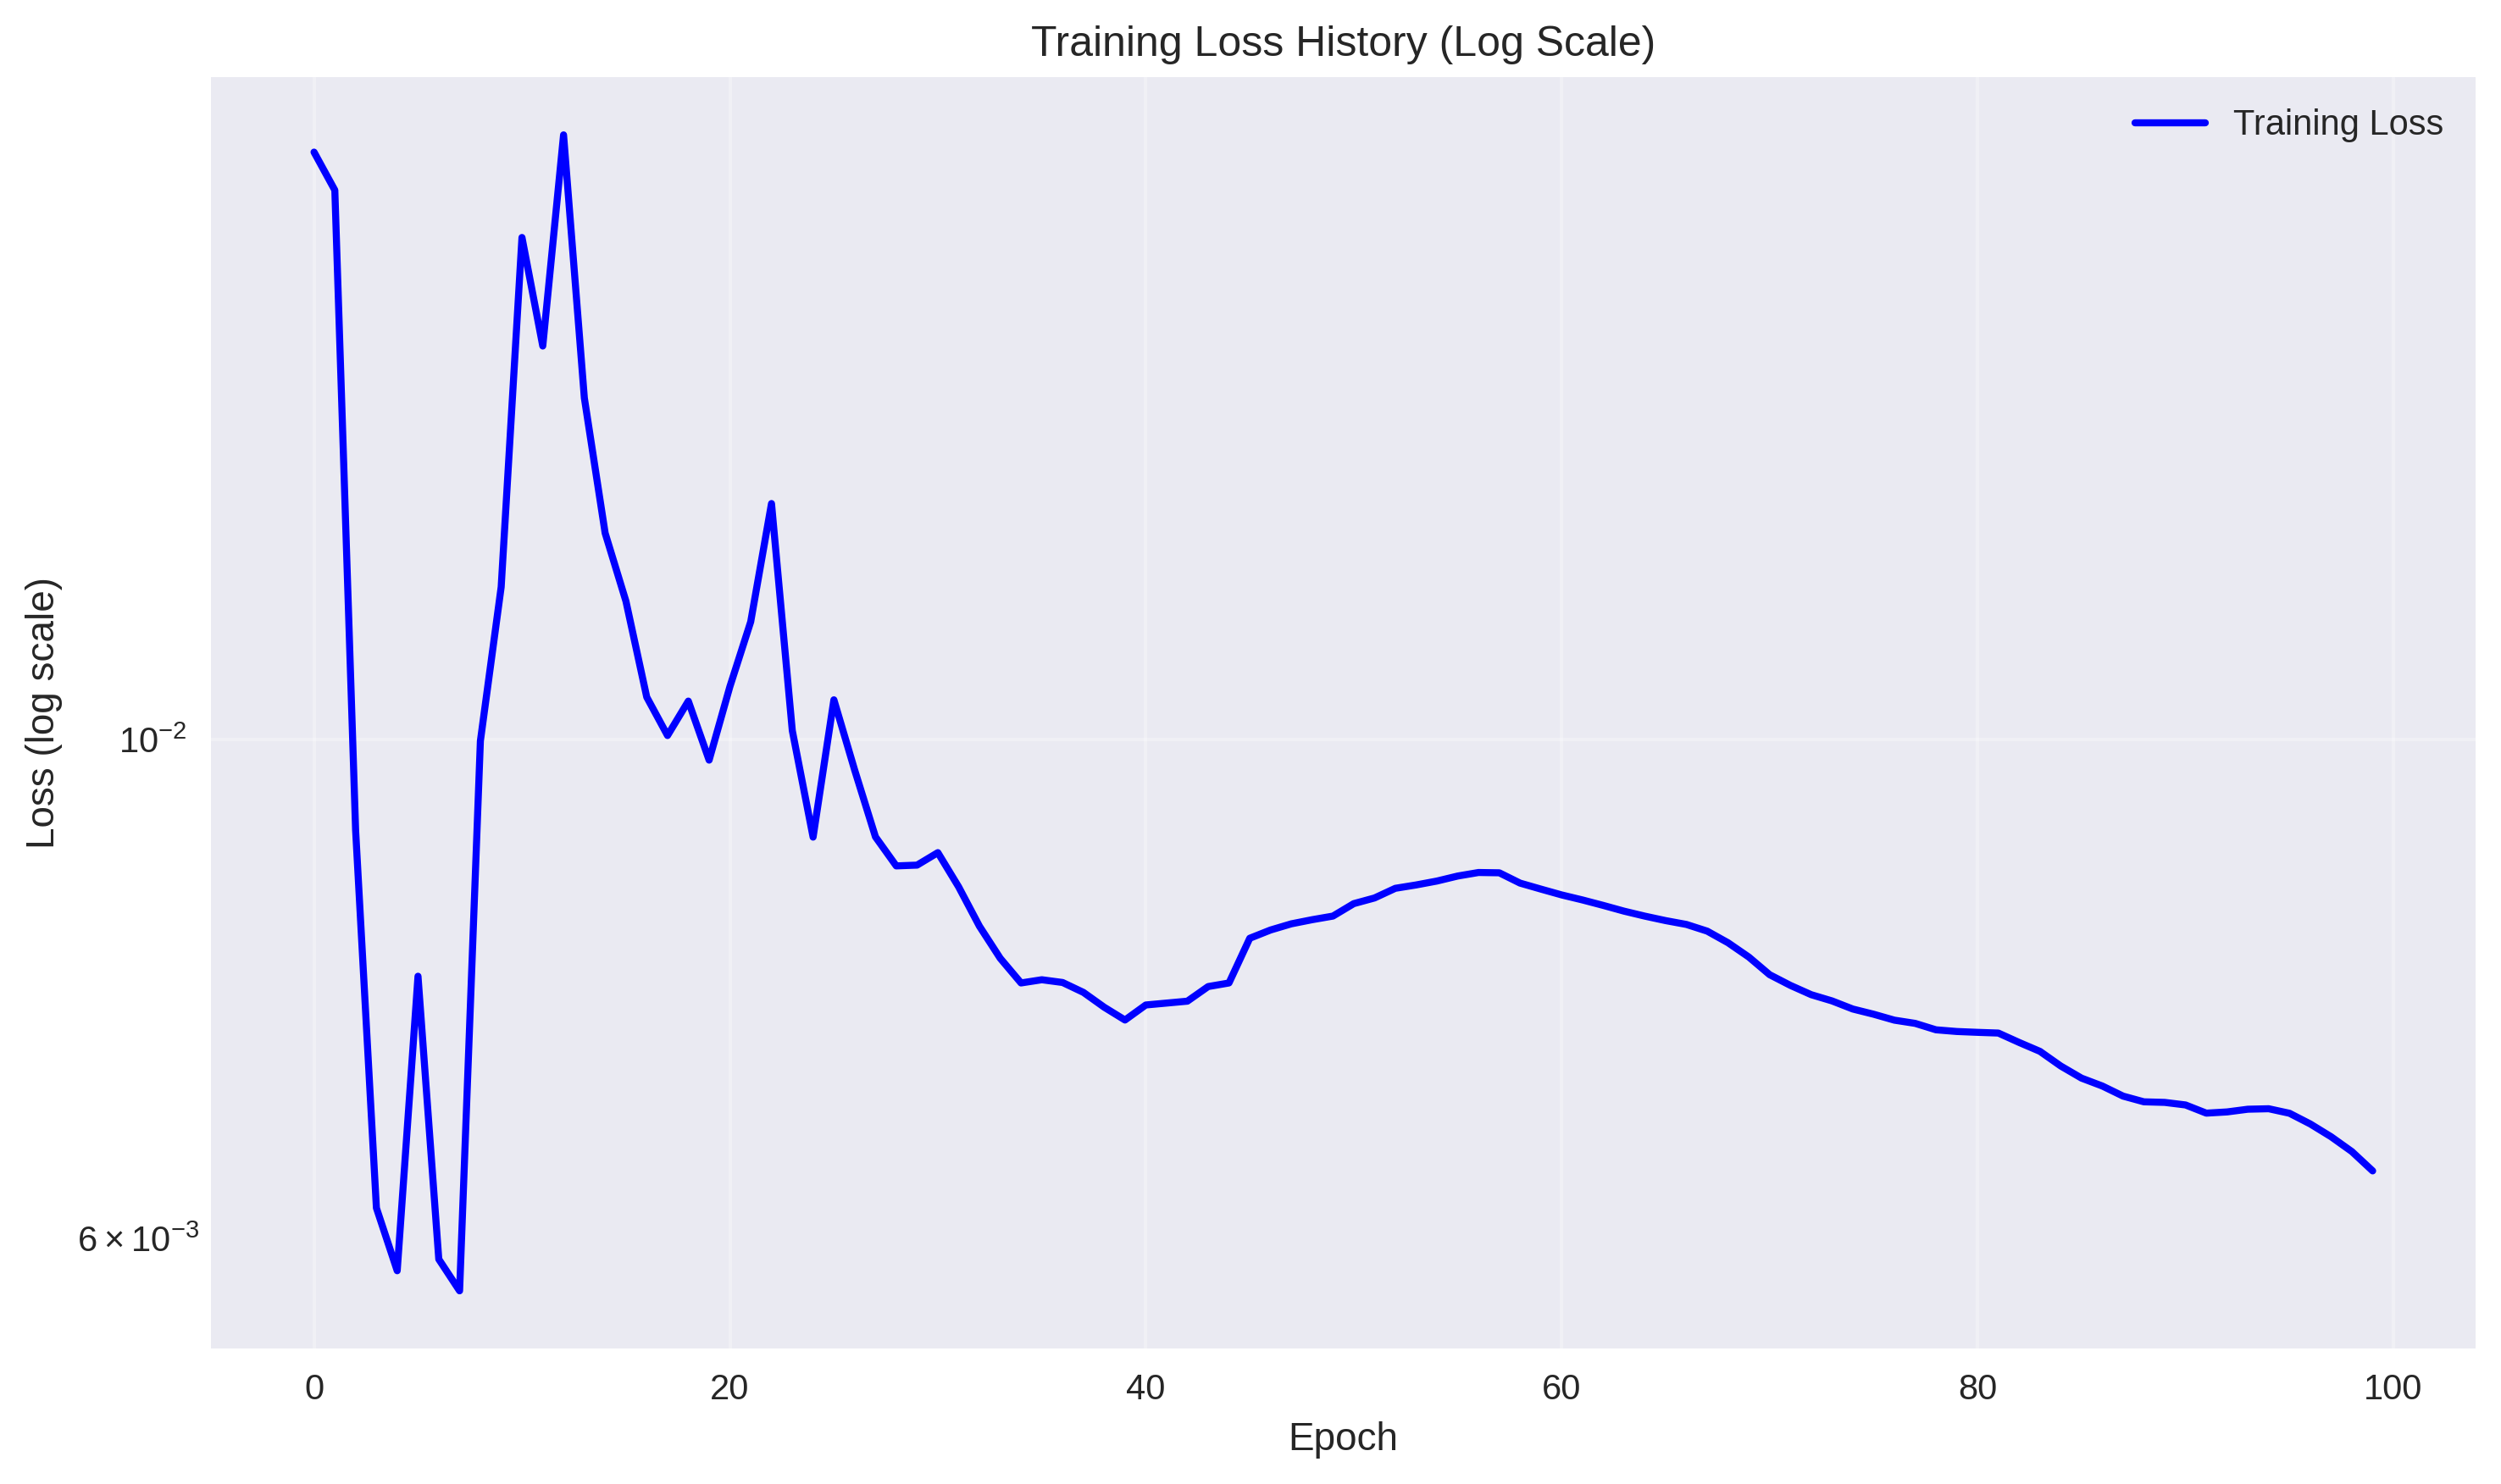 Training Loss History (Log Scale)
Training Loss
Loss (log scale)
10⁻²
6 × 10⁻³
0 20 40 60 80 100
Epoch